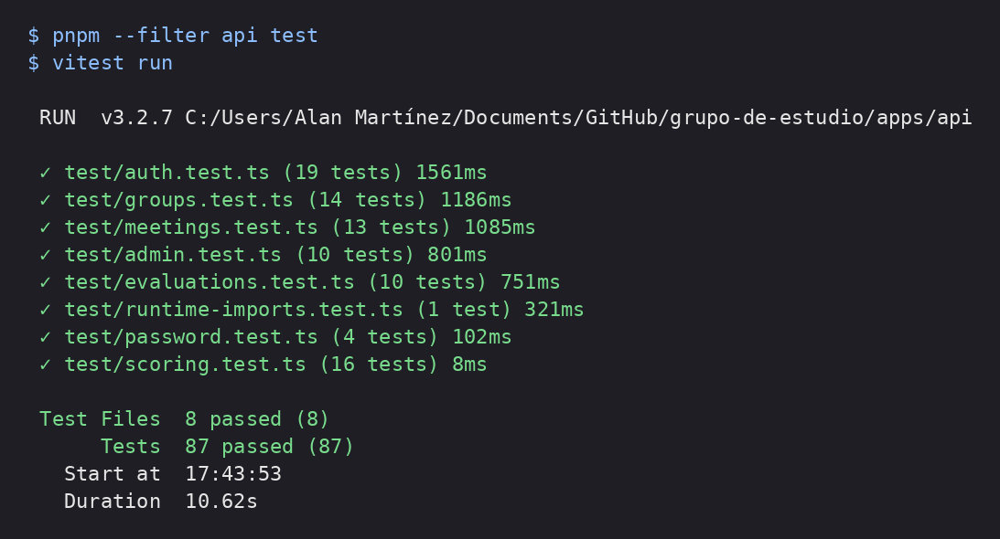 $ pnpm --filter api test
$ vitest run
RUN  v3.2.7 C:/Users/Alan Martínez/Documents/GitHub/grupo-de-estudio/apps/api
✓ test/auth.test.ts (19 tests) 1561ms
✓ test/groups.test.ts (14 tests) 1186ms
✓ test/meetings.test.ts (13 tests) 1085ms
✓ test/admin.test.ts (10 tests) 801ms
✓ test/evaluations.test.ts (10 tests) 751ms
✓ test/runtime-imports.test.ts (1 test) 321ms
✓ test/password.test.ts (4 tests) 102ms
✓ test/scoring.test.ts (16 tests) 8ms
Test Files  8 passed (8)
Tests  87 passed (87)
Start at  17:43:53
Duration  10.62s